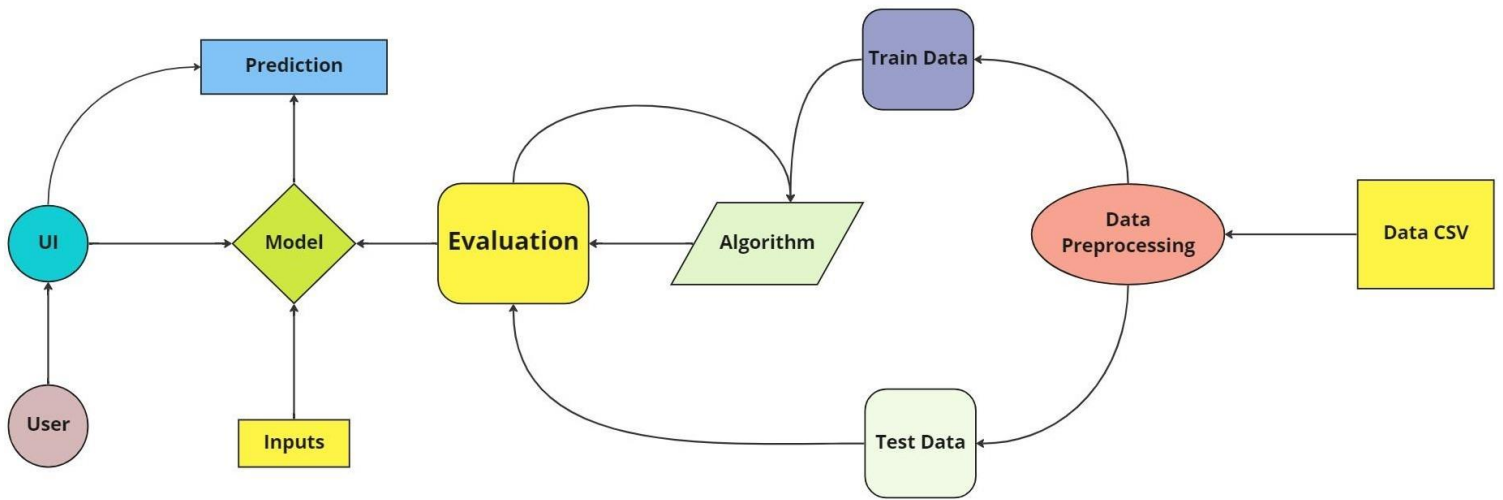 Prediction
Train Data
UI
Model
Evaluation
Algorithm
Data
Preprocessing
Data CSV
User
Inputs
Test Data